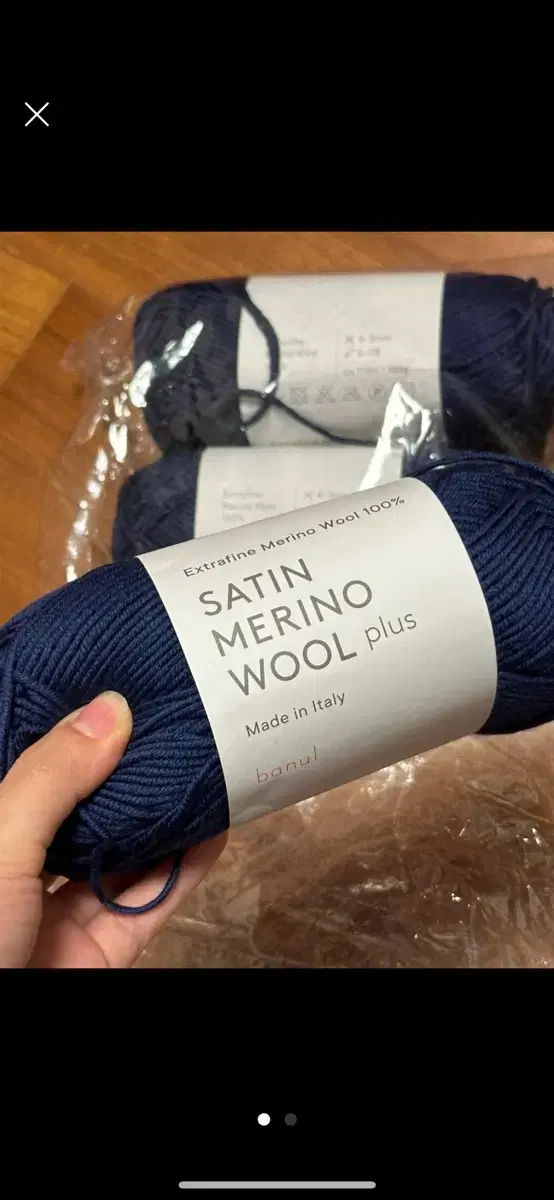 Extrafine Merino Wool 100%
SATIN
MERINO
WOOL plus
Made in Italy
banul